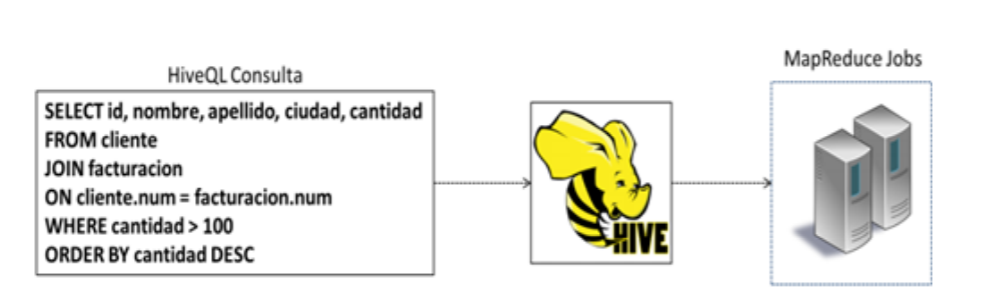 HiveQL Consulta
SELECT id, nombre, apellido, ciudad, cantidad
FROM cliente
JOIN facturacion
ON cliente.num = facturacion.num
WHERE cantidad > 100
ORDER BY cantidad DESC
HIVE
MapReduce Jobs